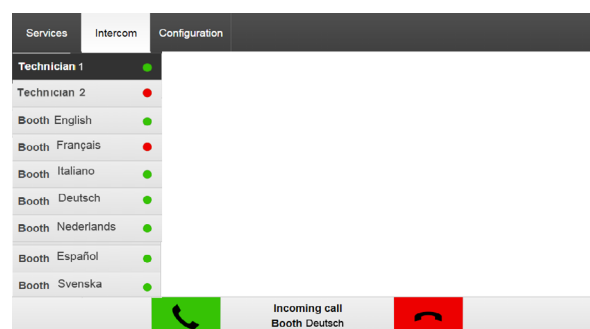 Services Intercom Configuration
Technician 1
Technician 2
Booth English
Booth Français
Booth Italiano
Booth Deutsch
Booth Nederlands
Booth Español
Booth Svenska
Incoming call
Booth Deutsch